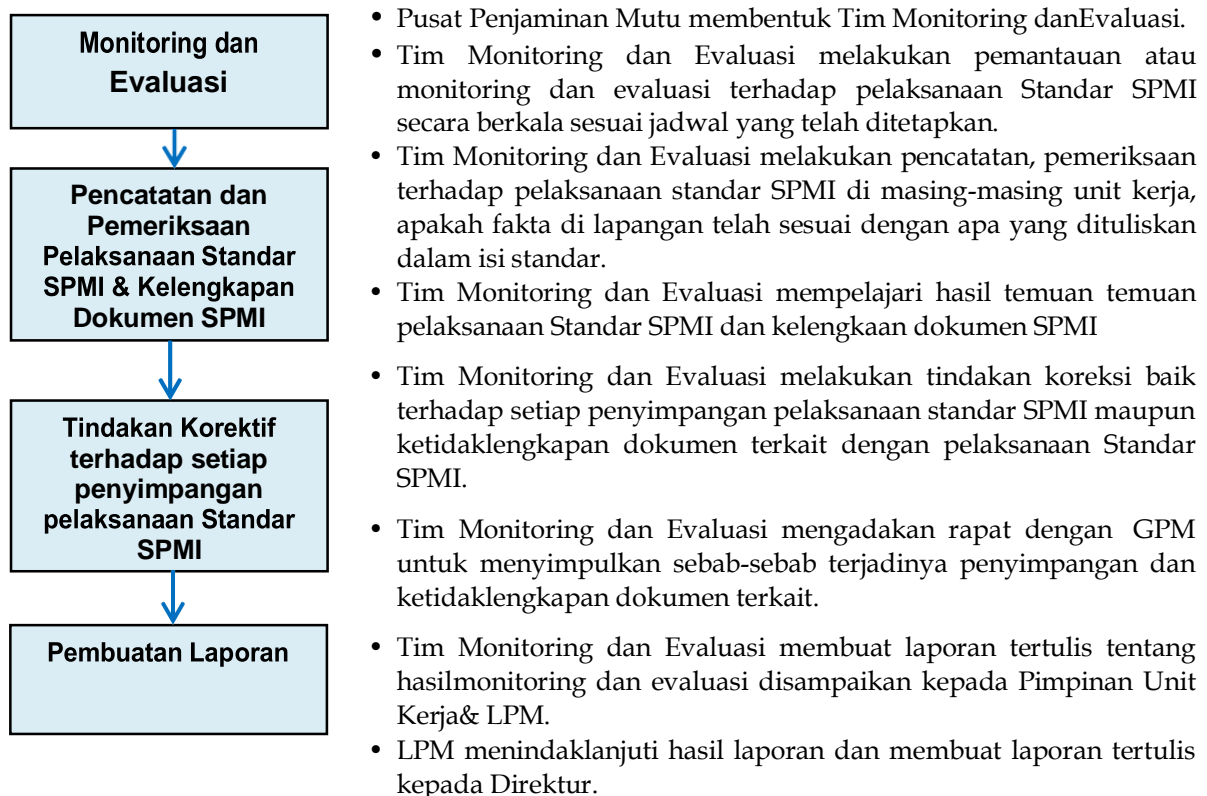 Monitoring dan
Evaluasi
• Pusat Penjaminan Mutu membentuk Tim Monitoring danEvaluasi.
• Tim Monitoring dan Evaluasi melakukan pemantauan atau
monitoring dan evaluasi terhadap pelaksanaan Standar SPMI
secara berkala sesuai jadwal yang telah ditetapkan.
Pencatatan dan
Pemeriksaan
Pelaksanaan Standar
SPMI & Kelengkapan
Dokumen SPMI
• Tim Monitoring dan Evaluasi melakukan pencatatan, pemeriksaan
terhadap pelaksanaan standar SPMI di masing-masing unit kerja,
apakah fakta di lapangan telah sesuai dengan apa yang dituliskan
dalam isi standar.
• Tim Monitoring dan Evaluasi mempelajari hasil temuan temuan
pelaksanaan Standar SPMI dan kelengkaan dokumen SPMI
Tindakan Korektif
terhadap setiap
penyimpangan
pelaksanaan Standar
SPMI
• Tim Monitoring dan Evaluasi melakukan tindakan koreksi baik
terhadap setiap penyimpangan pelaksanaan standar SPMI maupun
ketidaklengkapan dokumen terkait dengan pelaksanaan Standar
SPMI.
• Tim Monitoring dan Evaluasi mengadakan rapat dengan GPM
untuk menyimpulkan sebab-sebab terjadinya penyimpangan dan
ketidaklengkapan dokumen terkait.
Pembuatan Laporan
• Tim Monitoring dan Evaluasi membuat laporan tertulis tentang
hasilmonitoring dan evaluasi disampaikan kepada Pimpinan Unit
Kerja& LPM.
• LPM menindaklanjuti hasil laporan dan membuat laporan tertulis
kepada Direktur.